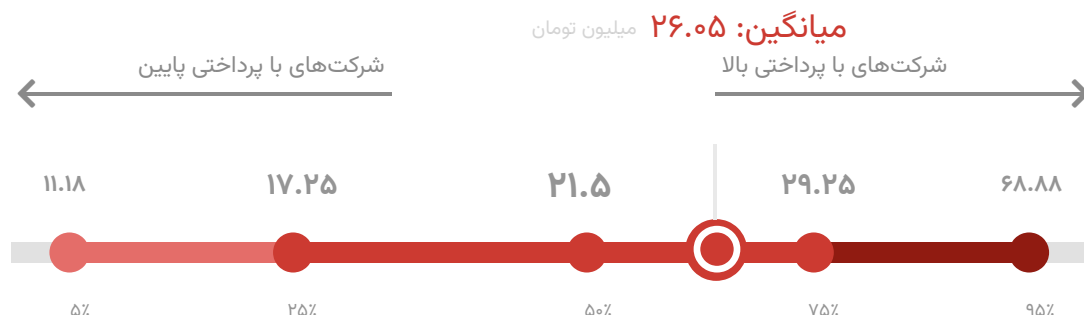 میانگین: ۲۶.۰۵ میلیون تومان
شرکت‌های با پرداختی بالا
شرکت‌های با پرداختی پایین
۱۱.۱۸ ۱۷.۲۵ ۲۱.۵ ۲۹.۲۵ ۶۸.۸۸
۵٪ ۲۵٪ ۵۰٪ ۷۵٪ ۹۵٪